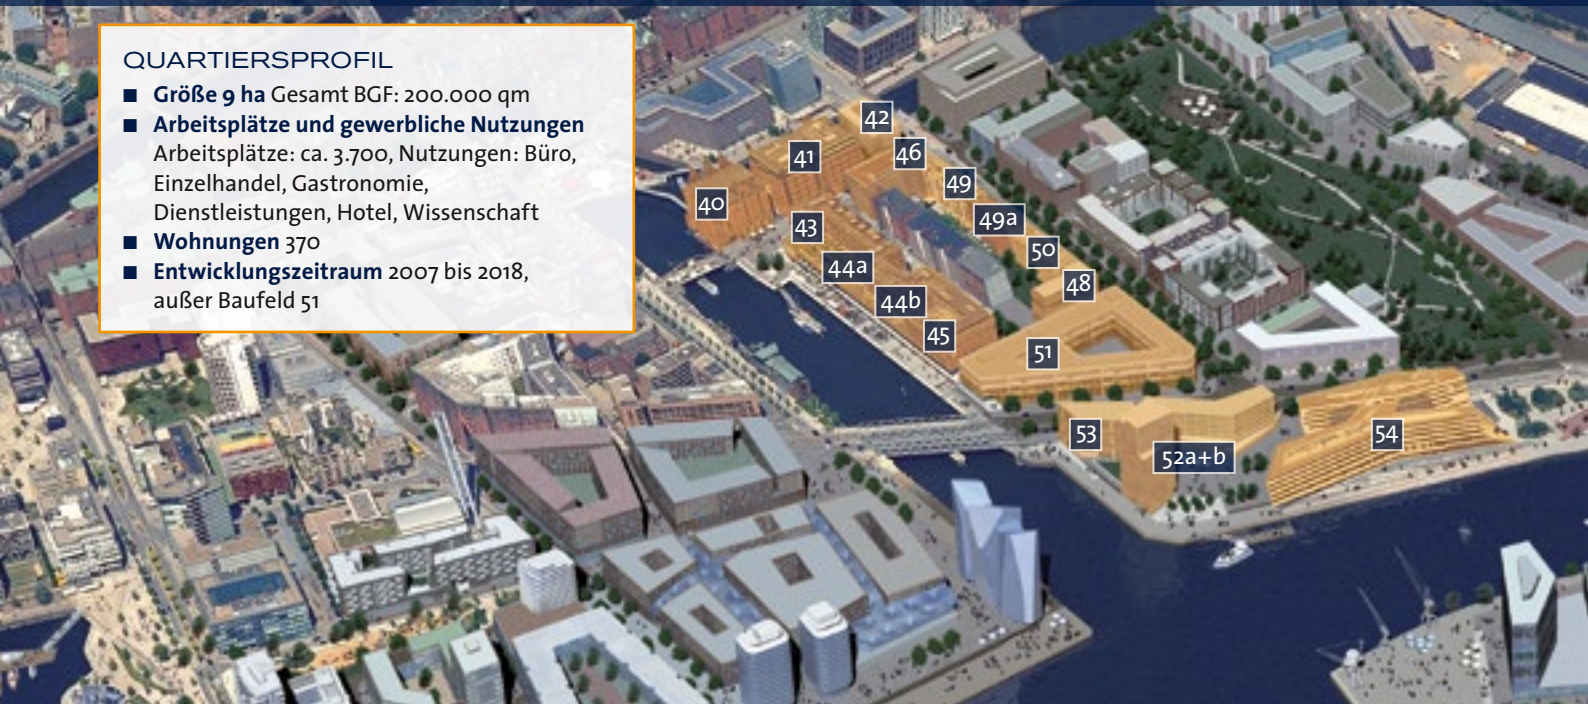 QUARTIERSPROFIL
■ Größe 9 ha Gesamt BGF: 200.000 qm
■ Arbeitsplätze und gewerbliche Nutzungen
Arbeitsplätze: ca. 3.700, Nutzungen: Büro,
Einzelhandel, Gastronomie,
Dienstleistungen, Hotel, Wissenschaft
■ Wohnungen 370
■ Entwicklungszeitraum 2007 bis 2018,
außer Baufeld 51
42
41
46
49
40
49a
43
50
44a
48
44b
45
51
53
54
52a+b